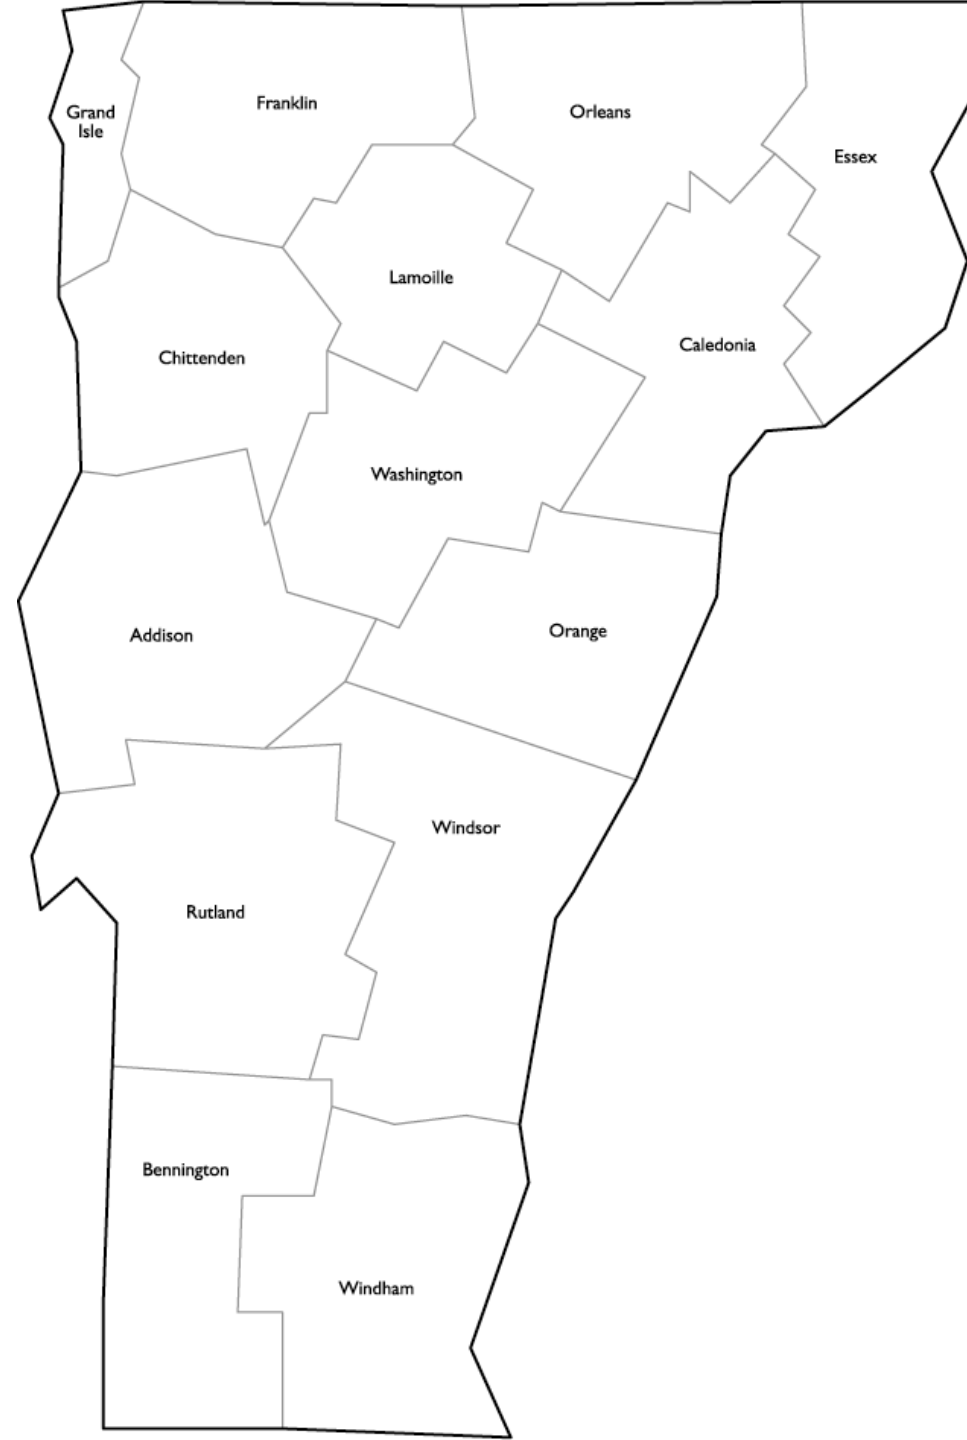 Franklin
Grand
Isle
Orleans
Essex
Lamoille
Caledonia
Chittenden
Washington
Orange
Addison
Windsor
Rutland
Bennington
Windham